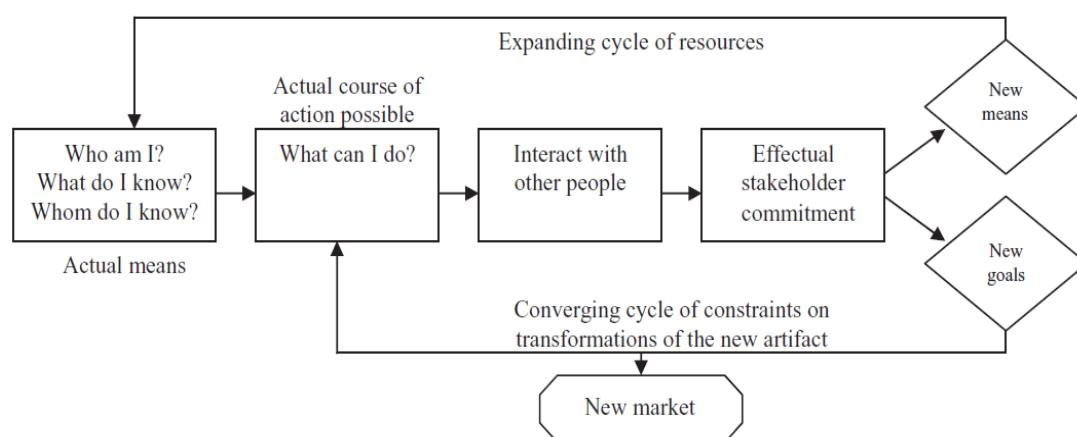 Expanding cycle of resources
Actual course of
action possible
New
means
Who am I?
What do I know?
Whom do I know?
What can I do?
Interact with
other people
Effectual
stakeholder
commitment
Actual means
New
goals
Converging cycle of constraints on
transformations of the new artifact
New market